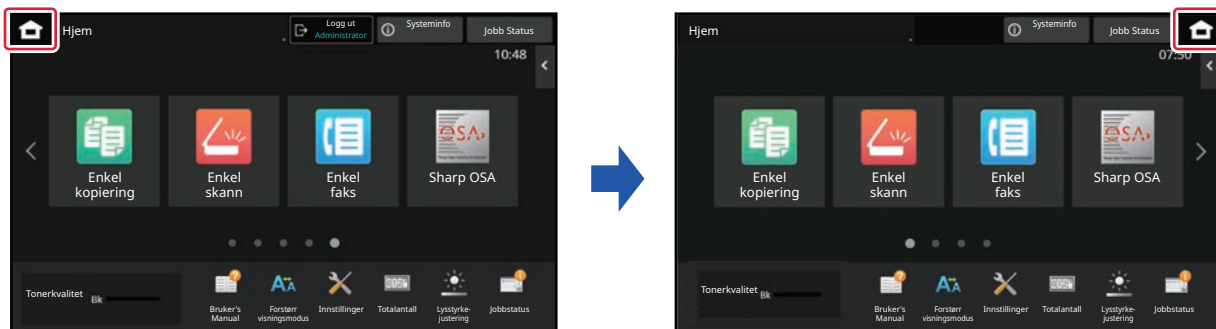 Hjem
Logg ut
Administrator
Systeminfo
Jobb Status
10:48
Enkel
kopiering
Enkel
skann
Enkel
faks
OSA
Sharp OSA
Tonerkvalitet
Bk
Bruker's
Manual
Forstørr
visningsmodus
Innstillinger
Totalantall
Lysstyrke-
justering
Jobbstatus
Hjem
Systeminfo
Jobb Status
07:50
Enkel
kopiering
Enkel
skann
Enkel
faks
OSA
Sharp OSA
Tonerkvalitet
Bk
Bruker's
Manual
Forstørr
visningsmodus
Innstillinger
Totalantall
Lysstyrke-
justering
Jobbstatus